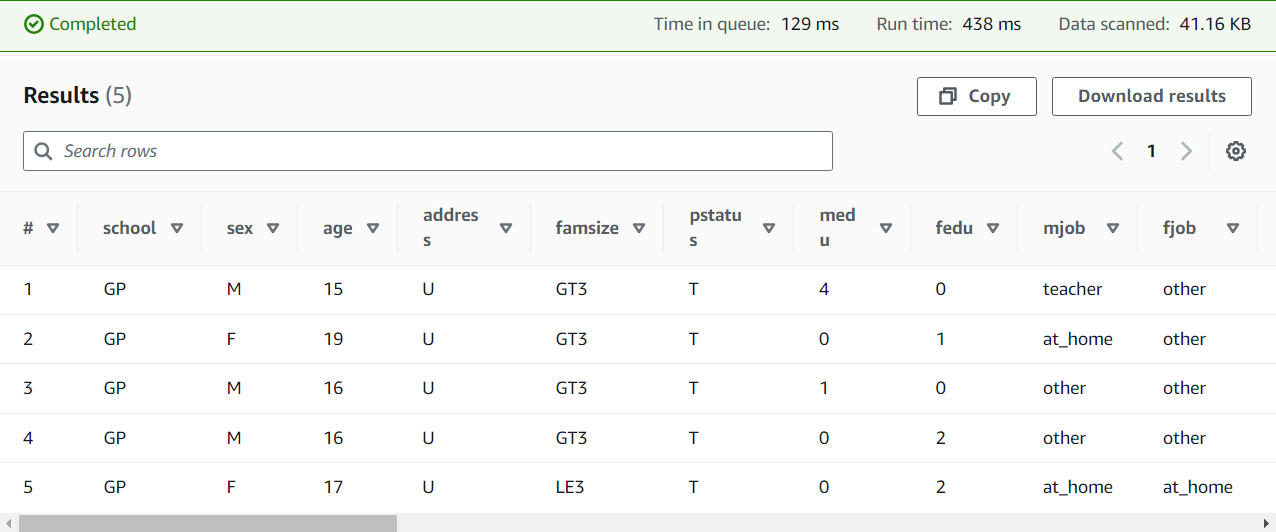 Completed Time in queue: 129 ms Run time: 438 ms Data scanned: 41.16 KB
Results (5) Copy Download results
Search rows 1
# school sex age addres famsize pstatu med fedu mjob fjob
s s u
1 GP M 15 U GT3 T 4 0 teacher other
2 GP F 19 U GT3 T 0 1 at_home other
3 GP M 16 U GT3 T 1 0 other other
4 GP M 16 U GT3 T 0 2 other other
5 GP F 17 U LE3 T 0 2 at_home at_home